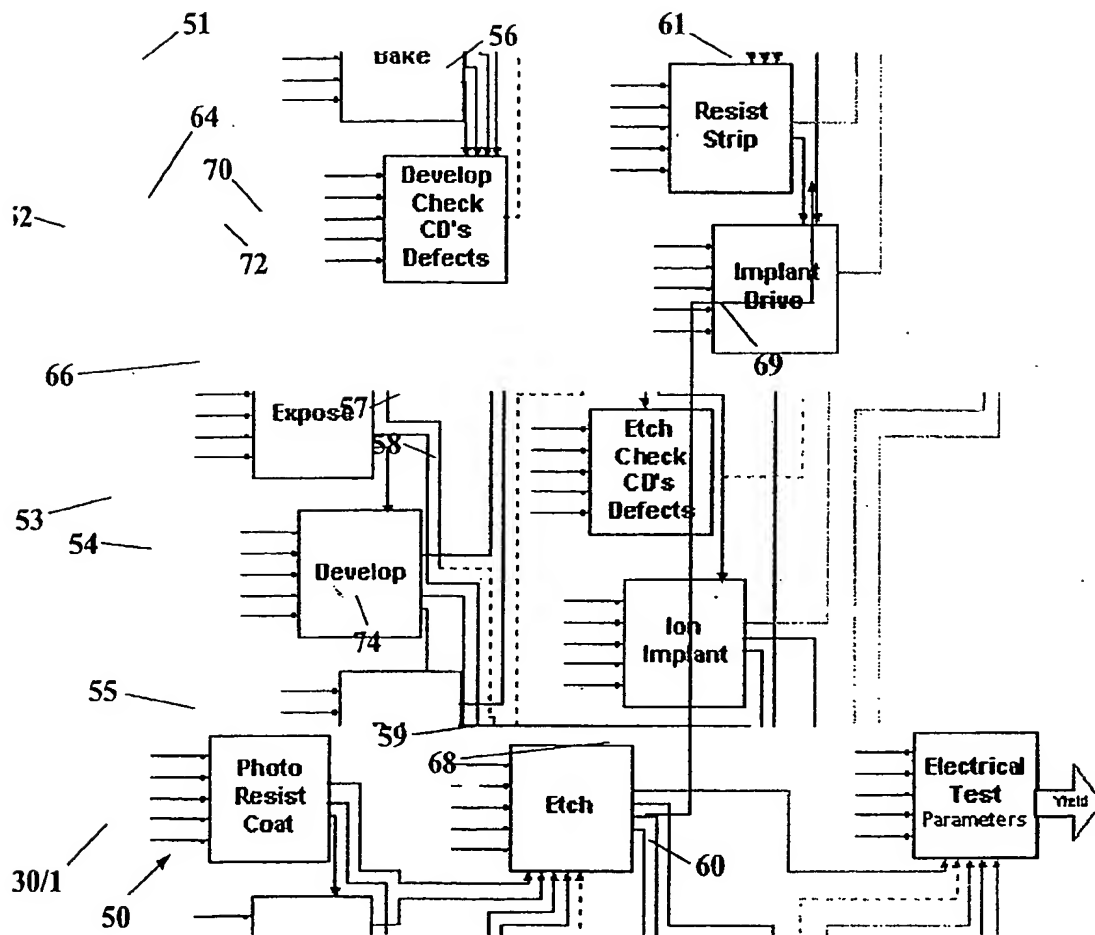 51
56
61
Bake
Resist
Strip
64
70
Develop
Check
CD's
Defects
72
Implant
Drive
69
66
57
Expose
58
Etch
Check
CD's
Defects
53
54
Develop
74
Ion
Implant
55
59
68
Photo
Resist
Coat
Etch
Electrical
Test
Parameters
Yield
60
30/1
50